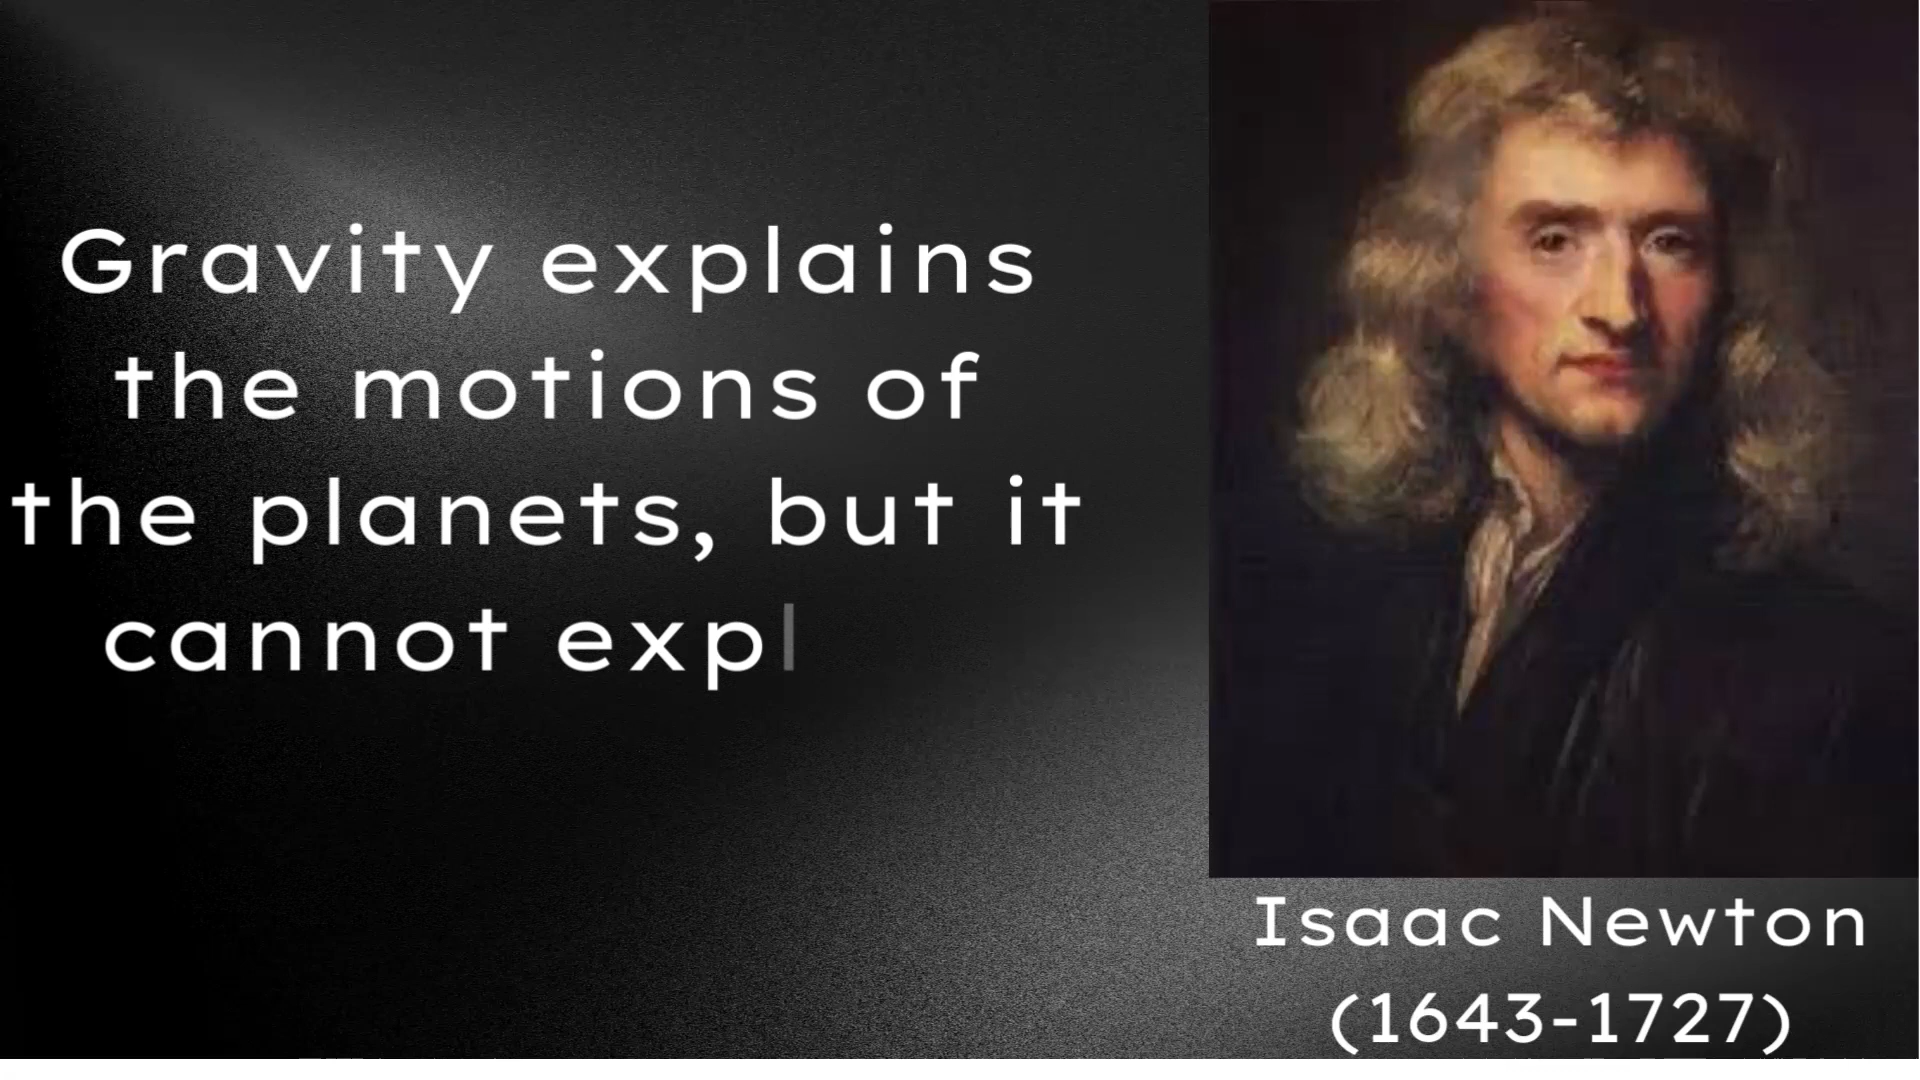 Gravity explains
the motions of
the planets, but it
cannot expl
Isaac Newton
(1643-1727)